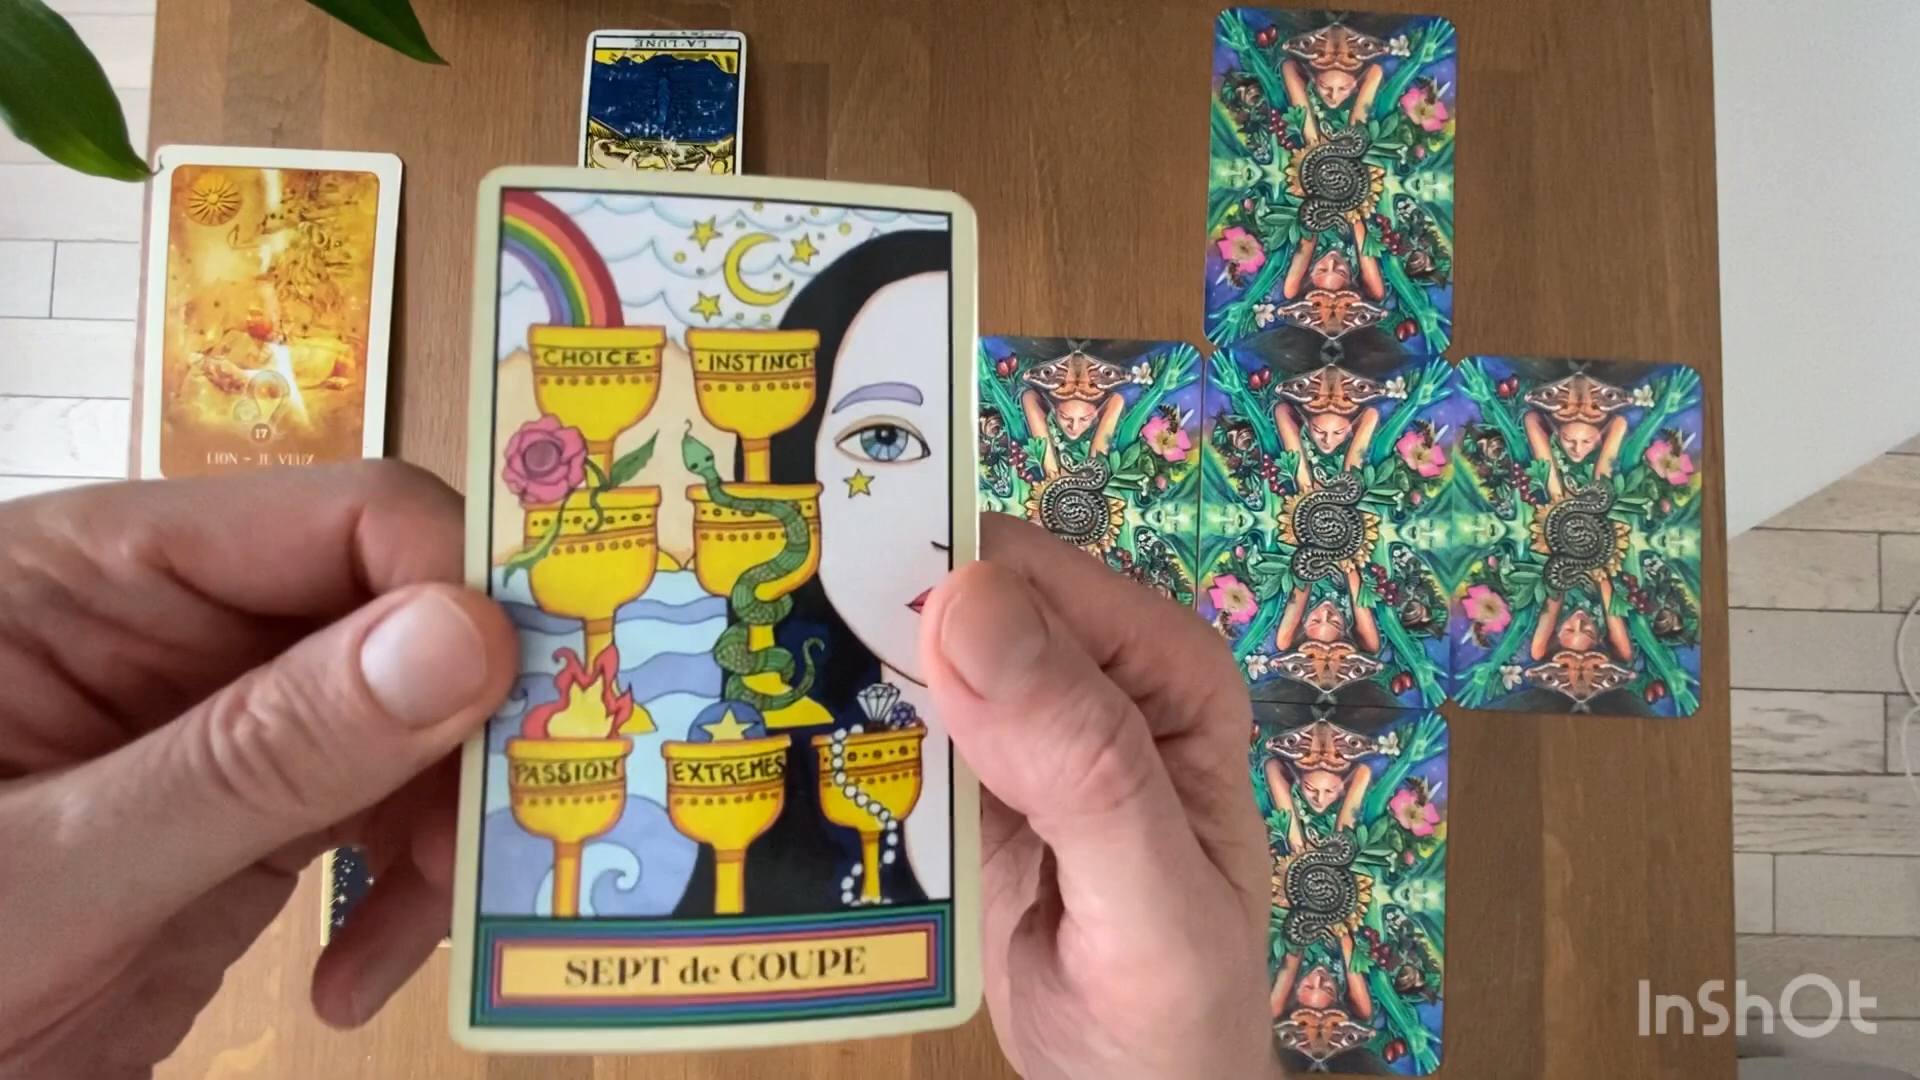 LA·LUNE
CHOICE·
·INSTINCT
17
LION ~ JE VEUX
PASSION
EXTREMES
SEPT de COUPE
InShOt